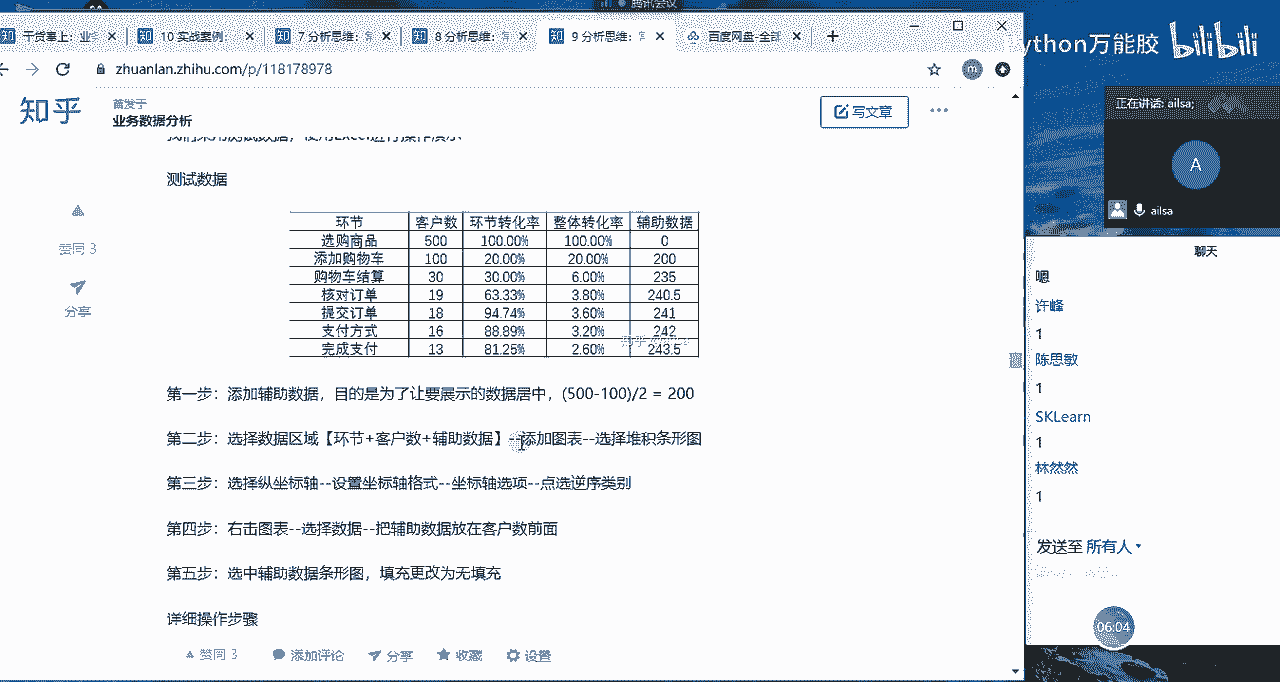 腾讯会议
干货奉上：业务
10 实战案例：
7 分析思维：
8 分析思维：
9 分析思维：
百度网盘-全部
zhuanlan.zhihu.com/p/118178978
ython万能胶 bilibili
知乎
首发于
业务数据分析
写文章
正在讲话: ailsa;
A
ailsa
测试数据
环节 客户数 环节转化率 整体转化率 辅助数据
选购商品 500 100.00% 100.00% 0
添加购物车 100 20.00% 20.00% 200
购物车结算 30 30.00% 6.00% 235
核对订单 19 63.33% 3.80% 240.5
提交订单 18 94.74% 3.60% 241
支付方式 16 88.89% 3.20% 242
完成支付 13 81.25% 2.60% 243.5
赞同 3
分享
第一步：添加辅助数据，目的是为了让要展示的数据居中，(500-100)/2 = 200
第二步：选择数据区域【环节+客户数+辅助数据】--添加图表--选择堆积条形图
第三步：选择纵坐标轴--设置坐标轴格式--坐标轴选项--点选逆序类别
第四步：右击图表--选择数据--把辅助数据放在客户数前面
第五步：选中辅助数据条形图，填充更改为无填充
详细操作步骤
赞同 3 添加评论 分享 收藏 设置
聊天
嗯
许峰
1
陈思敏
1
SKLearn
1
林然然
1
发送至 所有人
06:04